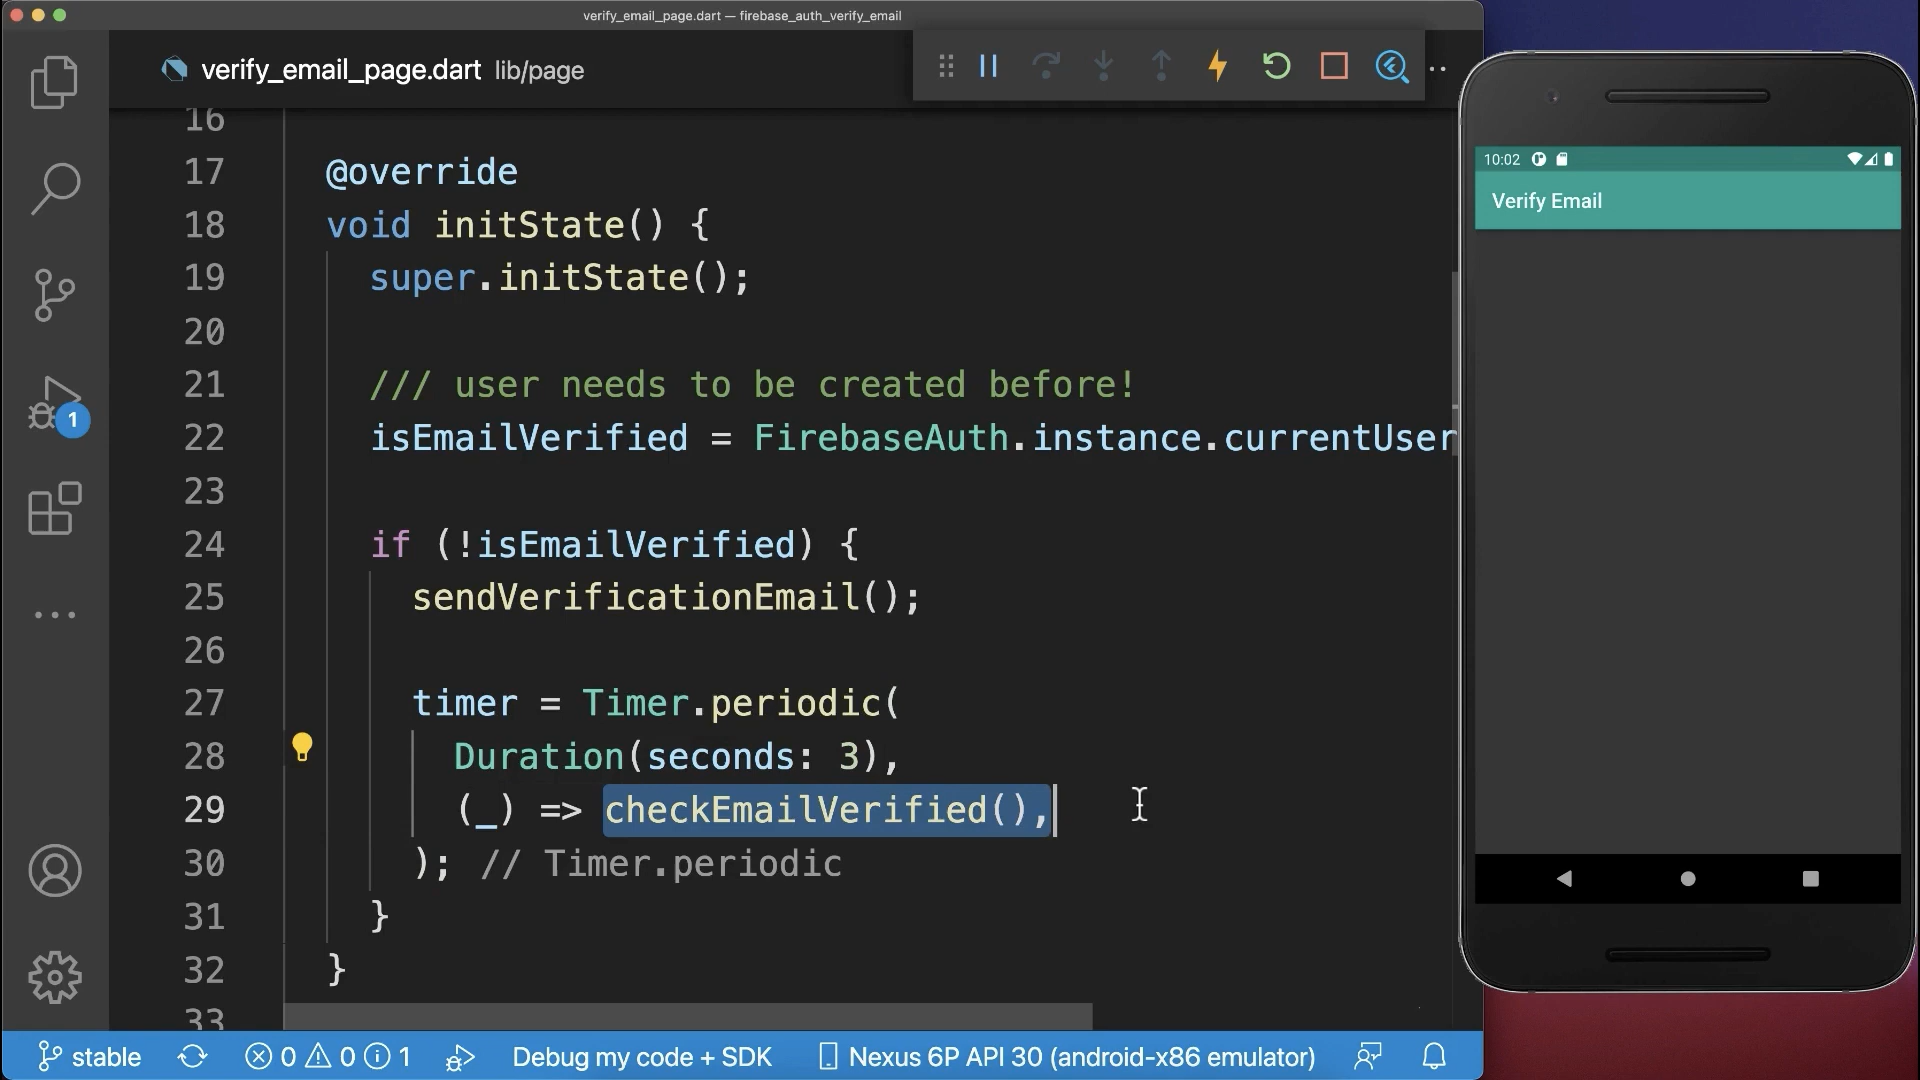 verify_email_page.dart — firebase_auth_verify_email
verify_email_page.dart lib/page
16
17 @override
18 void initState() {
19 super.initState();
20
21 /// user needs to be created before!
22 isEmailVerified = FirebaseAuth.instance.currentUser
23
24 if (!isEmailVerified) {
25 sendVerificationEmail();
26
27 timer = Timer.periodic(
28 Duration(seconds: 3),
29 (_) => checkEmailVerified(),
30 ); // Timer.periodic
31 }
32 }
33
1
stable 0 0 1 Debug my code + SDK Nexus 6P API 30 (android-x86 emulator)
10:02
Verify Email